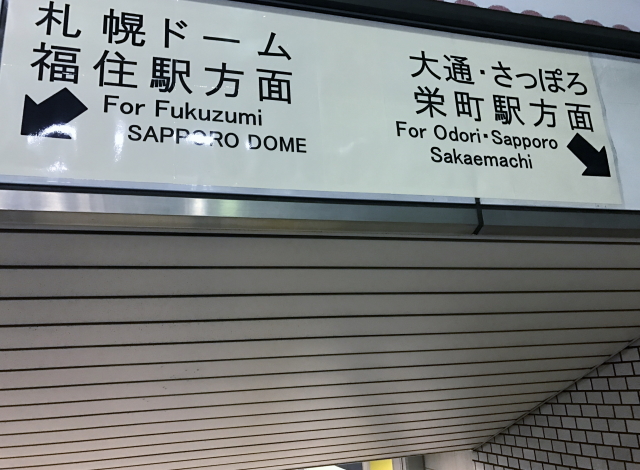 札幌ドーム
福住駅方面
For Fukuzumi
SAPPORO DOME
大通・さっぽろ
栄町駅方面
For Odori・Sapporo
Sakaemachi